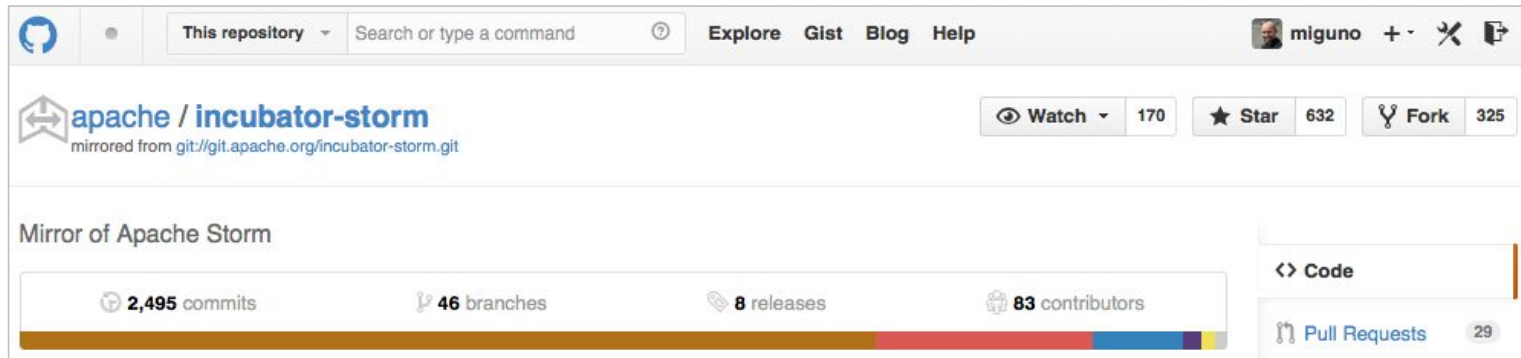 This repository Search or type a command Explore Gist Blog Help miguno
apache / incubator-storm Watch 170 Star 632 Fork 325
mirrored from git://git.apache.org/incubator-storm.git
Mirror of Apache Storm
<> Code
2,495 commits 46 branches 8 releases 83 contributors
Pull Requests 29